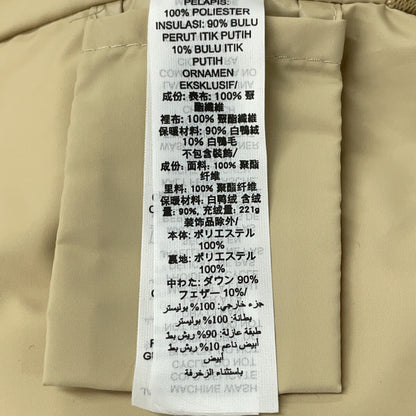 PELAPIS:
100% POLIESTER
INSULASI: 90% BULU
PERUT ITIK PUTIH
10% BULU ITIK
PUTIH
ORNAMEN
EKSKLUSIF/
成份: 表布: 100% 聚
酯纖維
裡布: 100% 聚酯纖維
保暖材料: 90% 白鴨絨
10% 白鴨毛
不包含裝飾/
成份: 面料: 100% 聚酯
纤维
里料: 100% 聚酯纤维
保暖材料: 白鸭绒 含绒
量: 90%, 充绒量: 221g
装饰品除外/
本体: ポリエステル
100%
裏地: ポリエステル
100%
中わた: ダウン 90%
フェザー 10%/
جزء خارجي: 100% بوليستر
بطانة: 100% بوليستر
طبقة عازلة: 90% ريش بط
أبيض ناعم 10% ريش بط
أبيض
باستثناء الزخرفة
MACHINE WASH